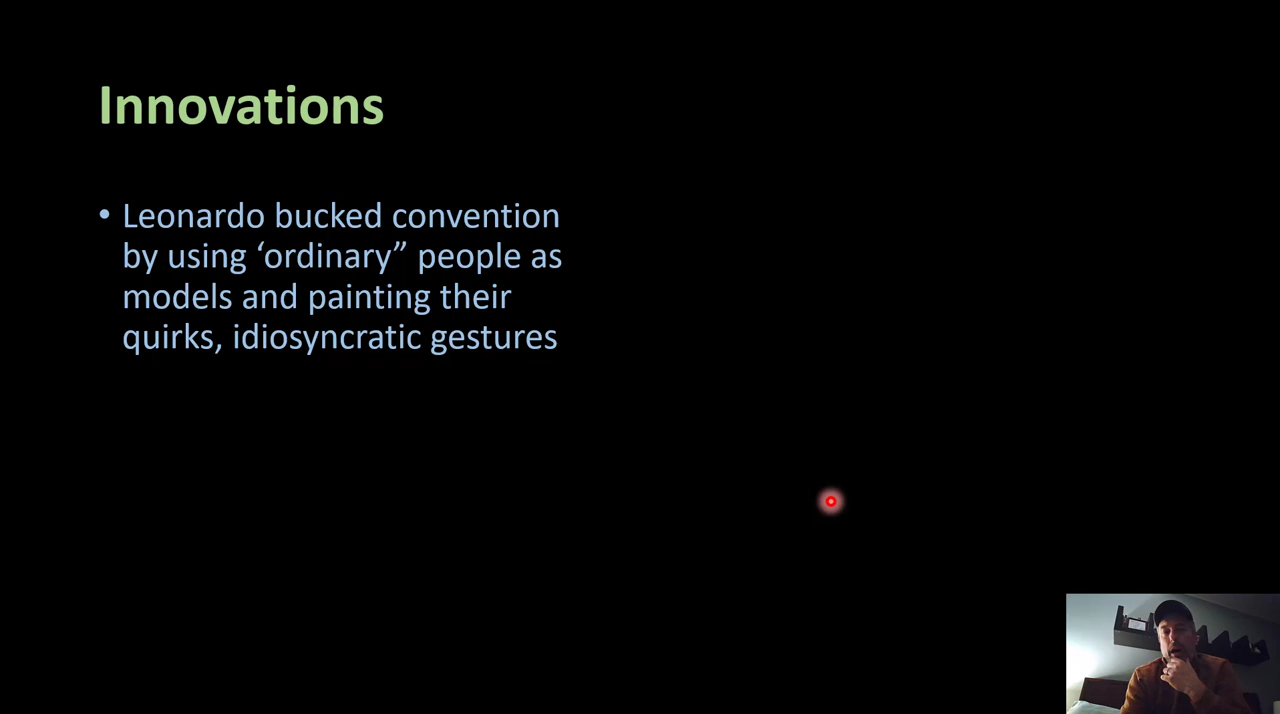 Innovations
• Leonardo bucked convention
by using ‘ordinary” people as
models and painting their
quirks, idiosyncratic gestures